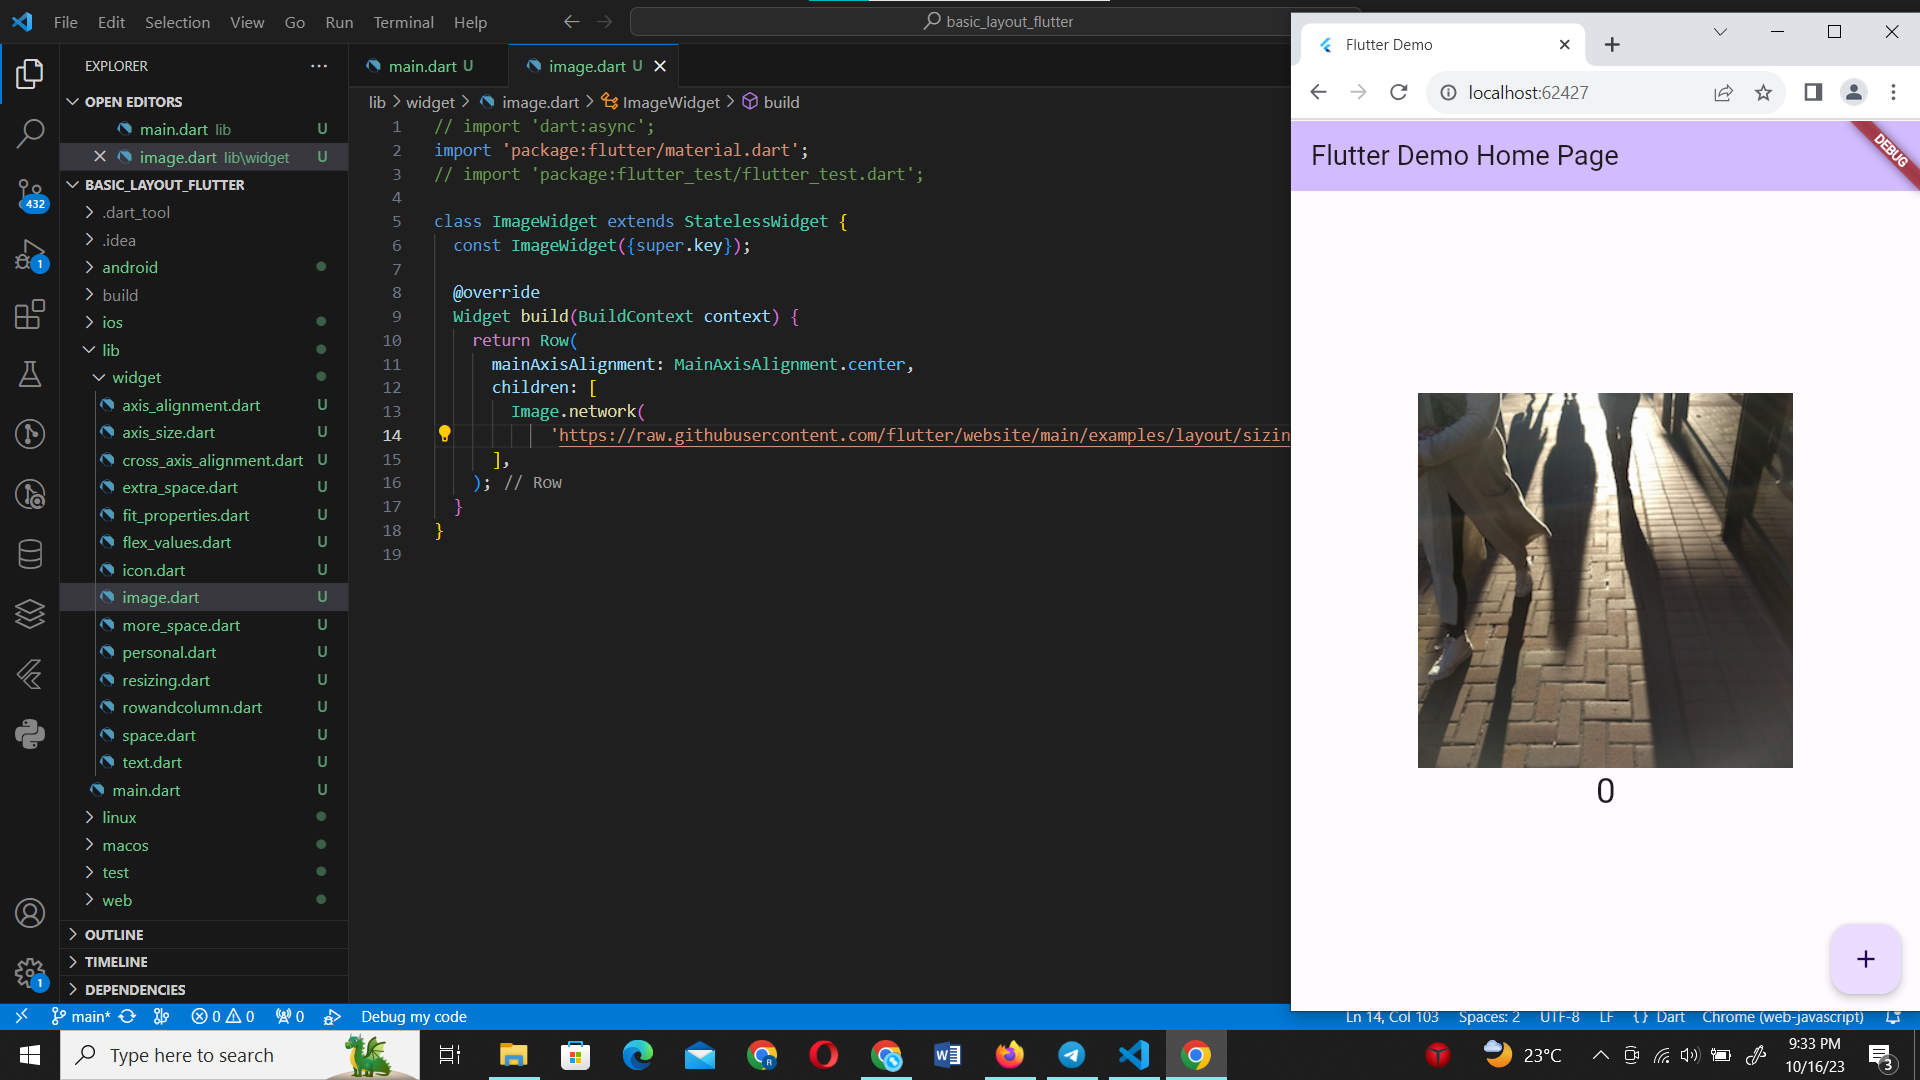 File Edit Selection View Go Run Terminal Help
basic_layout_flutter
EXPLORER
OPEN EDITORS
main.dart lib U
image.dart lib\widget U
BASIC_LAYOUT_FLUTTER
.dart_tool
.idea
android
build
ios
lib
widget
axis_alignment.dart U
axis_size.dart U
cross_axis_alignment.dart U
extra_space.dart U
fit_properties.dart U
flex_values.dart U
icon.dart U
image.dart U
more_space.dart U
personal.dart U
resizing.dart U
rowandcolumn.dart U
space.dart U
text.dart U
main.dart U
linux
macos
test
web
OUTLINE
TIMELINE
DEPENDENCIES
432
1
1
main.dart U
image.dart U
lib > widget > image.dart > ImageWidget > build
1 // import 'dart:async';
2 import 'package:flutter/material.dart';
3 // import 'package:flutter_test/flutter_test.dart';
4
5 class ImageWidget extends StatelessWidget {
6 const ImageWidget({super.key});
7
8 @override
9 Widget build(BuildContext context) {
10 return Row(
11 mainAxisAlignment: MainAxisAlignment.center,
12 children: [
13 Image.network(
14 'https://raw.githubusercontent.com/flutter/website/main/examples/layout/sizin
15 ],
16 ); // Row
17 }
18 }
19
Flutter Demo
localhost:62427
Flutter Demo Home Page
DEBUG
0
+
main* 0 0 0 Debug my code
Ln 14, Col 103 Spaces: 2 UTF-8 LF {} Dart Chrome (web-javascript)
Type here to search
23°C
9:33 PM
10/16/23
3